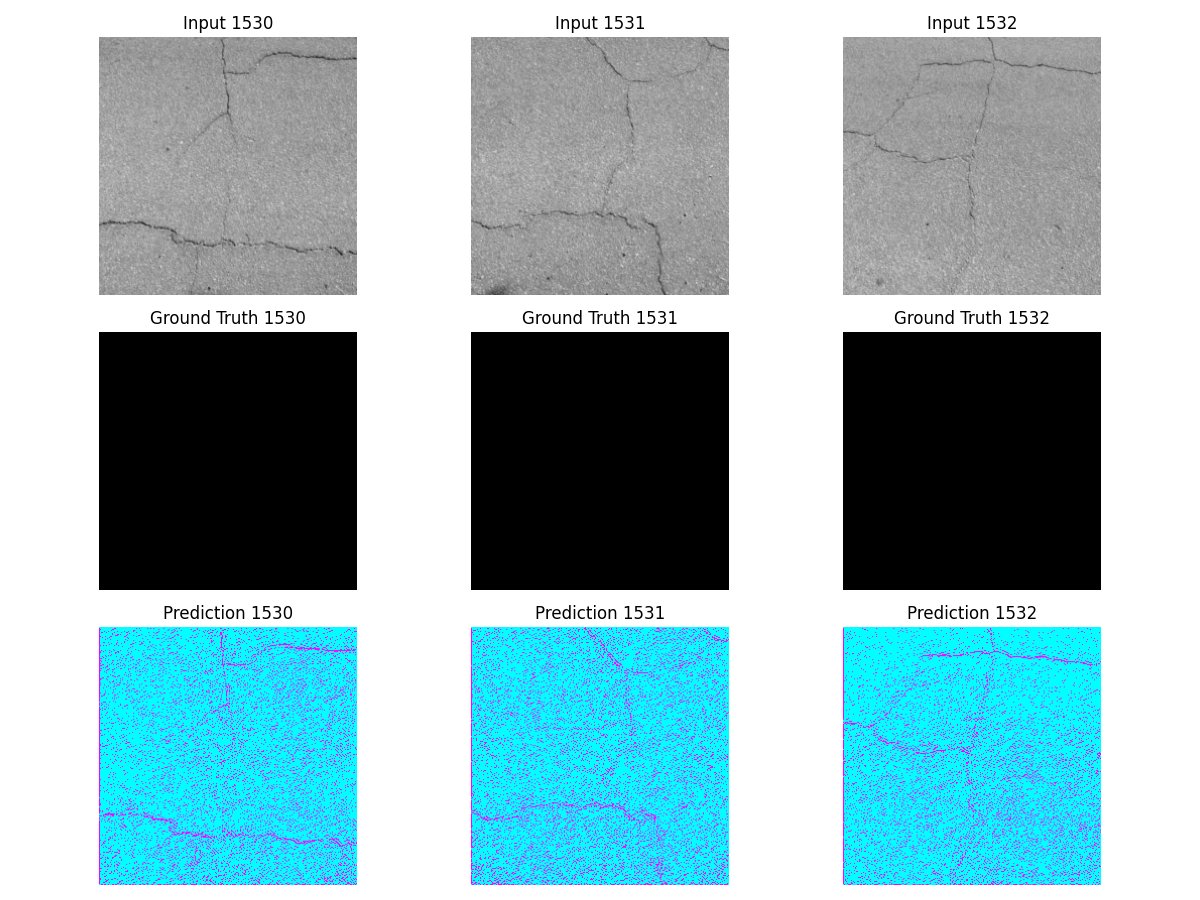 Input 1530
Input 1531
Input 1532
Ground Truth 1530
Ground Truth 1531
Ground Truth 1532
Prediction 1530
Prediction 1531
Prediction 1532